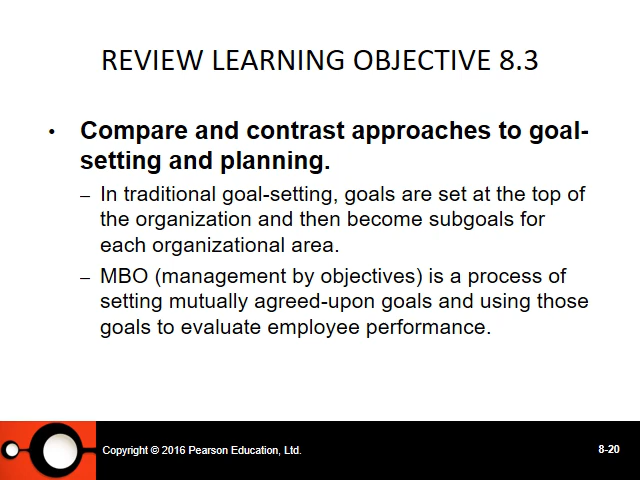 REVIEW LEARNING OBJECTIVE 8.3
• Compare and contrast approaches to goal-
setting and planning.
– In traditional goal-setting, goals are set at the top of
the organization and then become subgoals for
each organizational area.
– MBO (management by objectives) is a process of
setting mutually agreed-upon goals and using those
goals to evaluate employee performance.
Copyright © 2016 Pearson Education, Ltd.
8-20